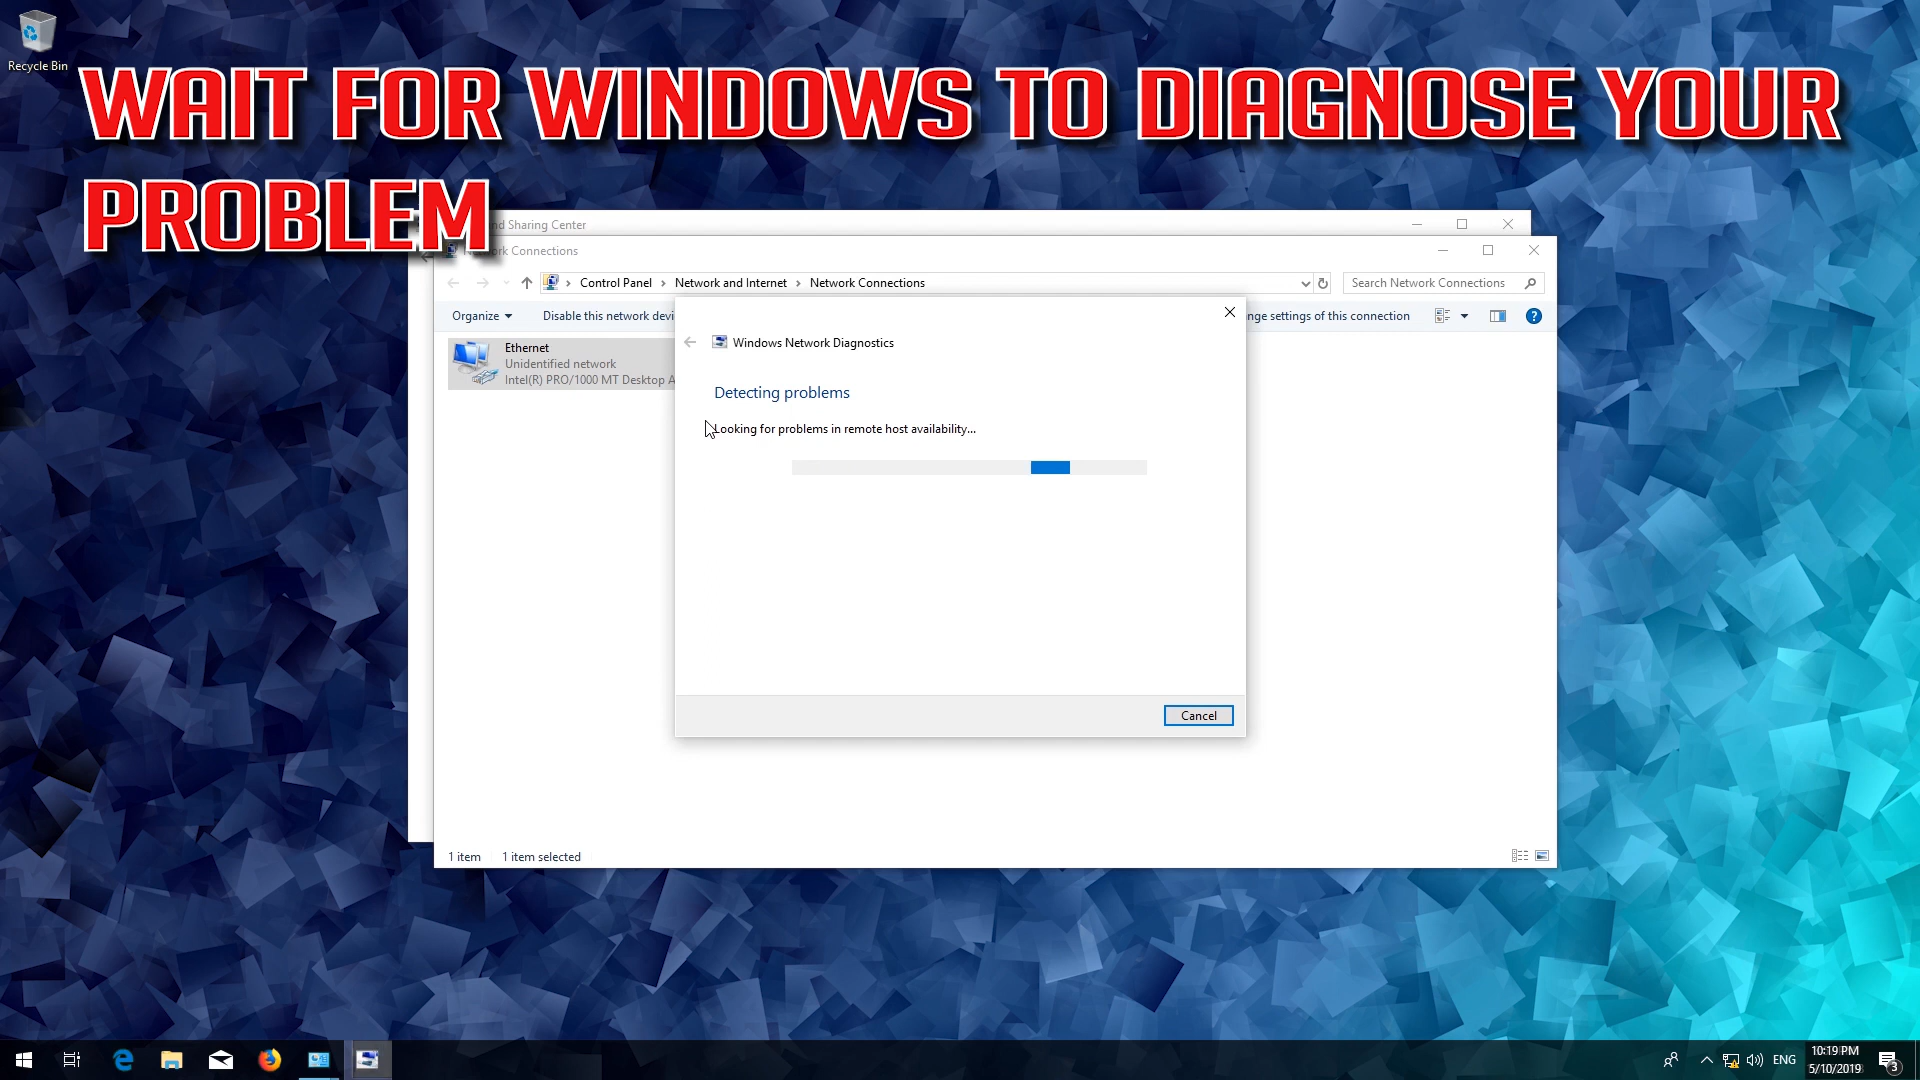 Recycle Bin
WAIT FOR WINDOWS TO DIAGNOSE YOUR
PROBLEM
Sharing Center
Connections
Control Panel > Network and Internet > Network Connections
Search Network Connections
Organize
Disable this network
settings of this connection
Ethernet
Unidentified network
Intel(R) PRO/1000 MT Desktop A
Windows Network Diagnostics
Detecting problems
Looking for problems in remote host availability...
Cancel
1 item
1 item selected
ENG
10:19 PM
5/10/2019
3